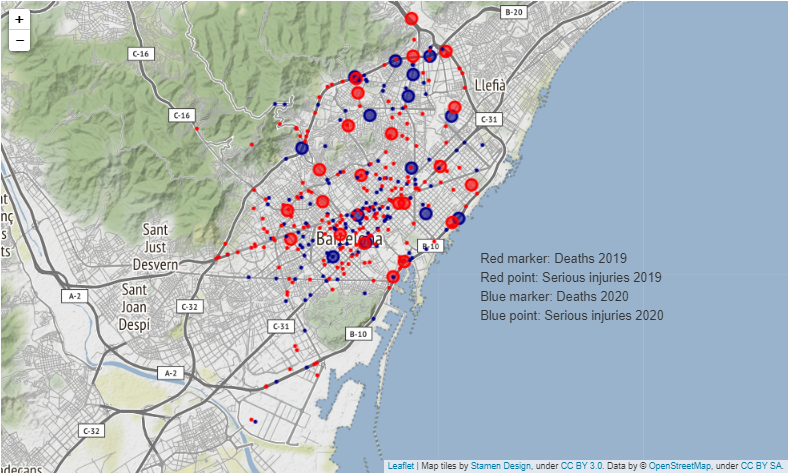 +
−
B-20
C-16
Llefià
C-16
C-31
Sant
Just
Desvern
Barcelona
B-10
Red marker: Deaths 2019
Red point: Serious injuries 2019
Blue marker: Deaths 2020
Blue point: Serious injuries 2020
A-2
Sant
Joan
Despí
C-32
C-31
B-10
A-2
C-32
Leaflet | Map tiles by Stamen Design, under CC BY 3.0. Data by © OpenStreetMap, under CC BY SA.